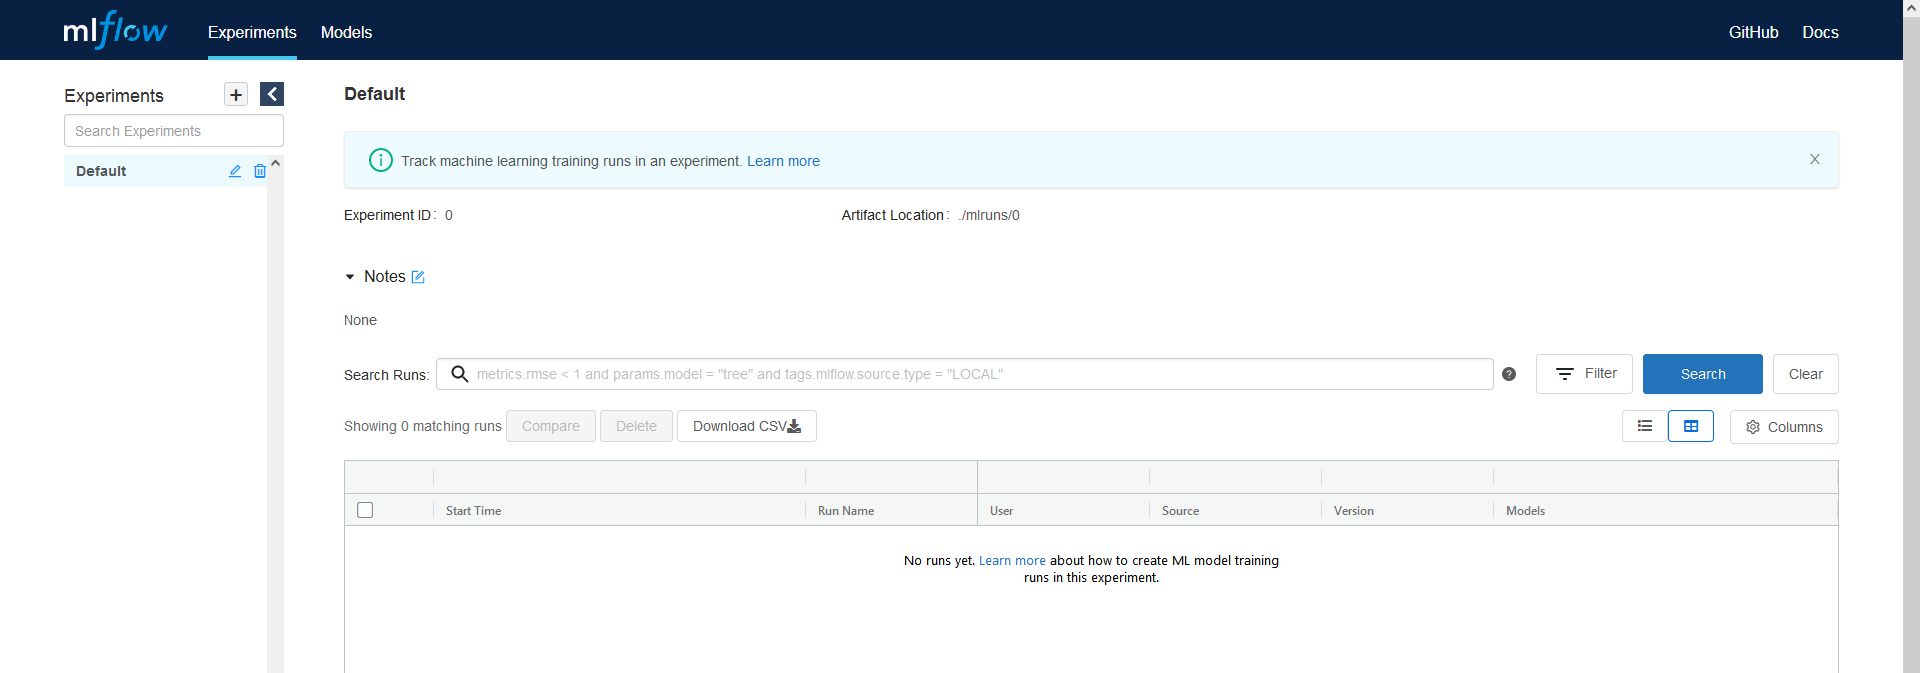 mlflow Experiments Models GitHub Docs
Experiments
Search Experiments
Default
Default
Track machine learning training runs in an experiment. Learn more
Experiment ID: 0 Artifact Location: ./mlruns/0
Notes
None
Search Runs: metrics.rmse < 1 and params.model = "tree" and tags.mlflow.source.type = "LOCAL" Filter Search Clear
Showing 0 matching runs Compare Delete Download CSV Columns
Start Time Run Name User Source Version Models
No runs yet. Learn more about how to create ML model training
runs in this experiment.